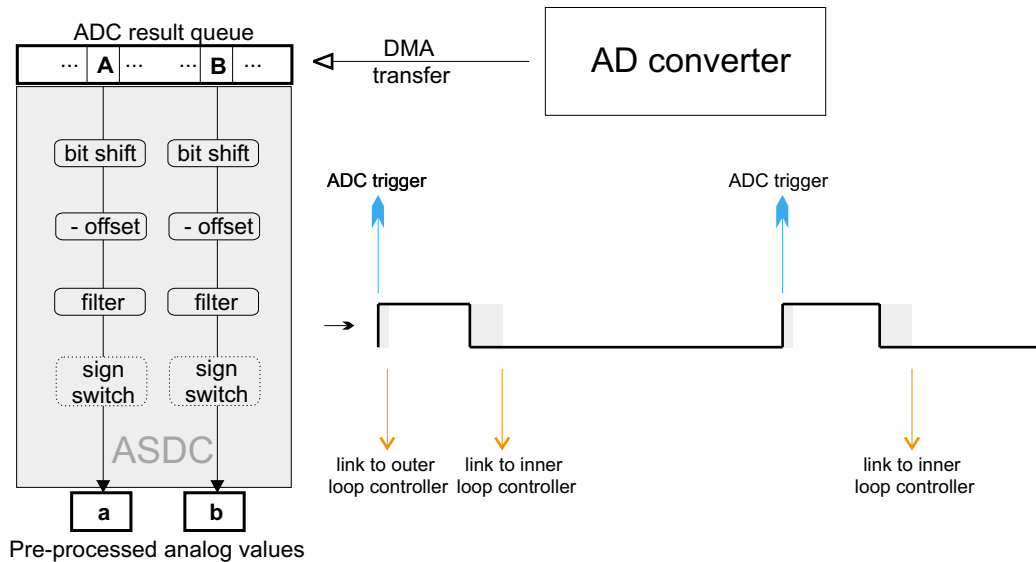 ADC result queue
... A ... ... B ...
DMA
transfer
AD converter
bit shift
bit shift
- offset
- offset
filter
filter
sign
switch
sign
switch
ASDC
a
b
Pre-processed analog values
ADC trigger
ADC trigger
link to outer
loop controller
link to inner
loop controller
link to inner
loop controller